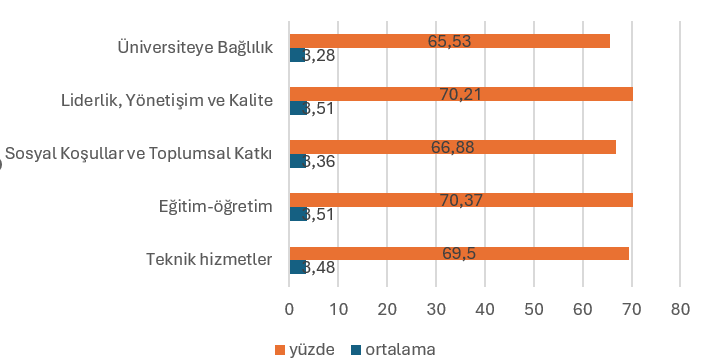 Üniversiteye Bağlılık
65,53
3,28
Liderlik, Yönetişim ve Kalite
70,21
3,51
Sosyal Koşullar ve Toplumsal Katkı
66,88
3,36
Eğitim-öğretim
70,37
3,51
Teknik hizmetler
69,5
3,48
0 10 20 30 40 50 60 70 80
yüzde ortalama